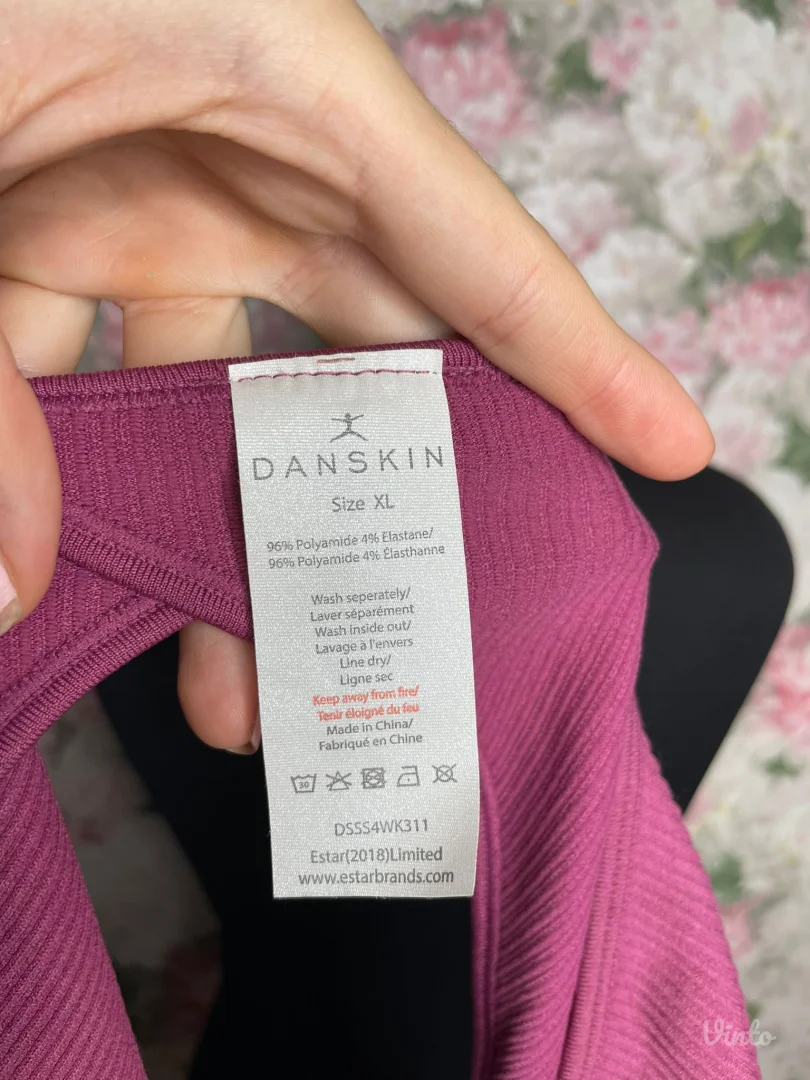 DANSKIN
Size XL
96% Polyamide 4% Elastane/
96% Polyamide 4% Élasthanne
Wash seperately/
Laver séparément
Wash inside out/
Lavage à l'envers
Line dry/
Ligne sec
Keep away from fire/
Tenir éloigné du feu
Made in China/
Fabriqué en Chine
30
DSSS4WK311
Estar(2018)Limited
www.estarbrands.com
Vinto